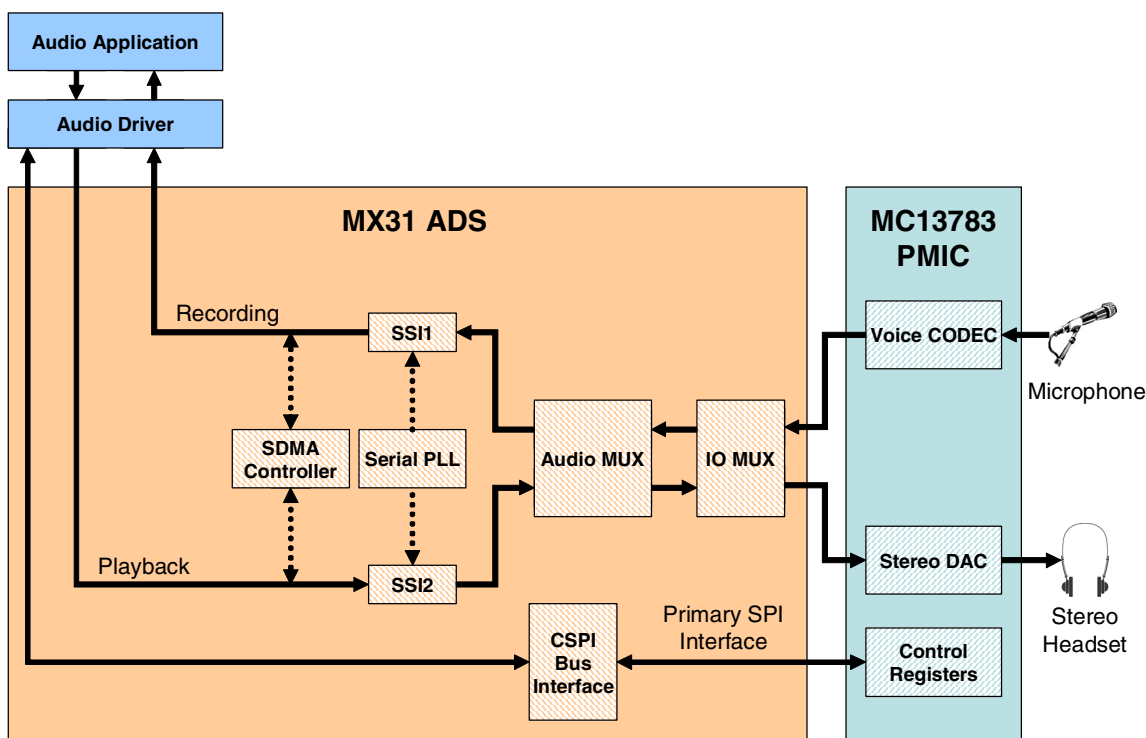 Audio Application
Audio Driver
MX31 ADS
MC13783
PMIC
Recording
SSI1
Voice CODEC
Microphone
SDMA
Controller
Serial PLL
Audio MUX
IO MUX
Playback
SSI2
Stereo DAC
Stereo
Headset
Primary SPI
Interface
CSPI
Bus
Interface
Control
Registers